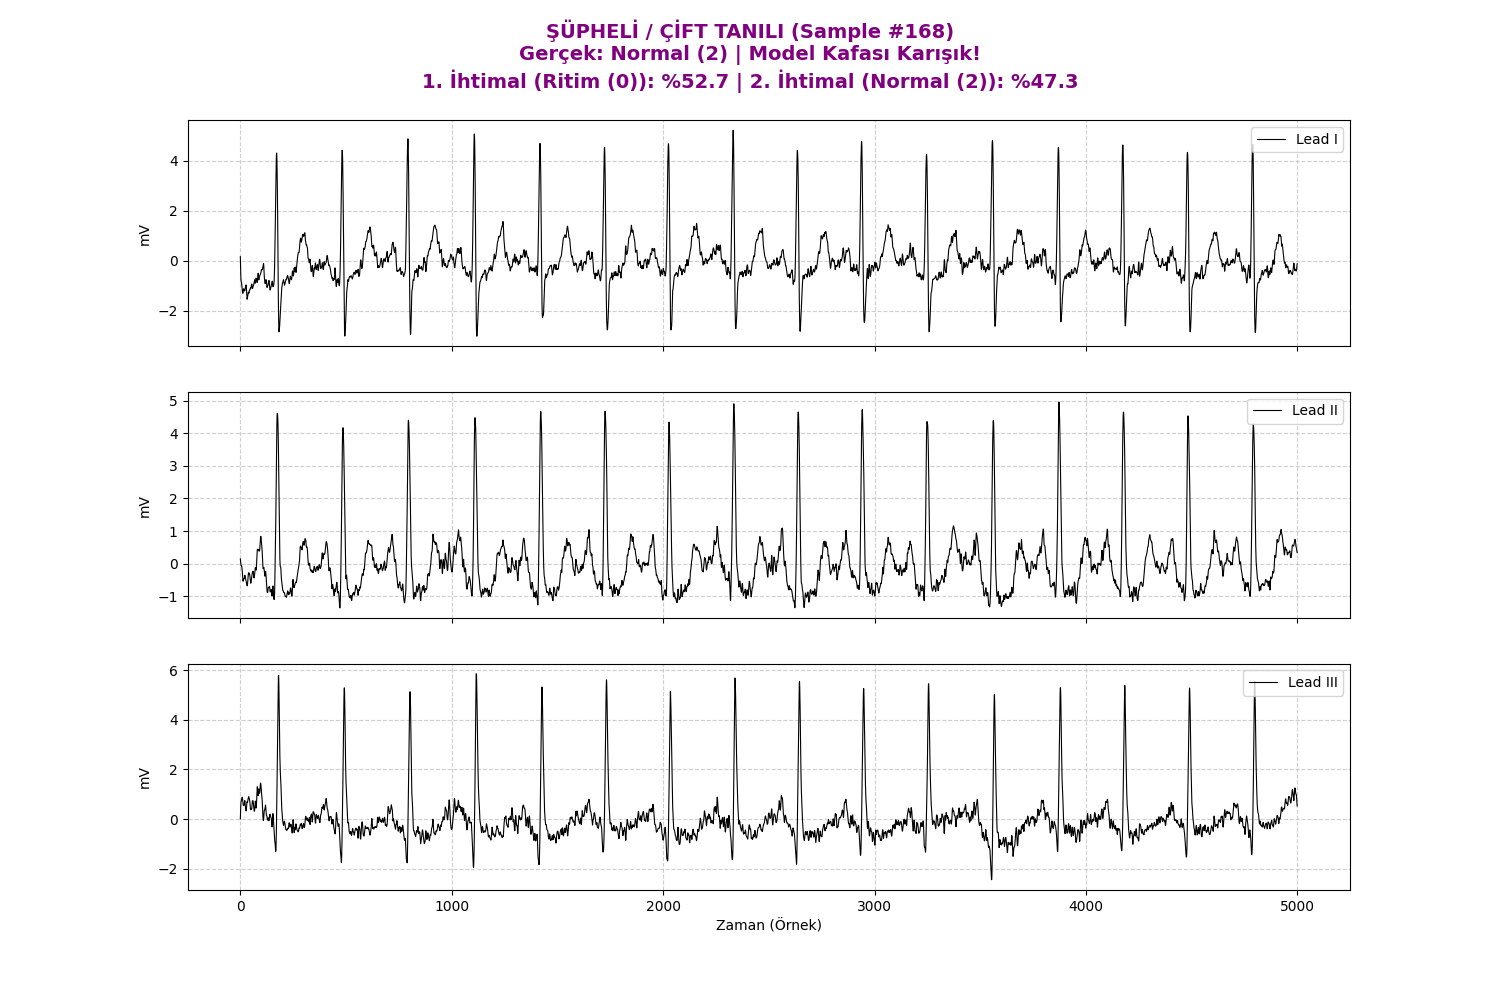 ŞÜPHELİ / ÇİFT TANILI (Sample #168)
Gerçek: Normal (2) | Model Kafası Karışık!
1. İhtimal (Ritim (0)): %52.7 | 2. İhtimal (Normal (2)): %47.3
Lead I
4
2
0
−2
mV
Lead II
5
4
3
2
1
0
−1
mV
Lead III
6
4
2
0
−2
mV
0 1000 2000 3000 4000 5000
Zaman (Örnek)